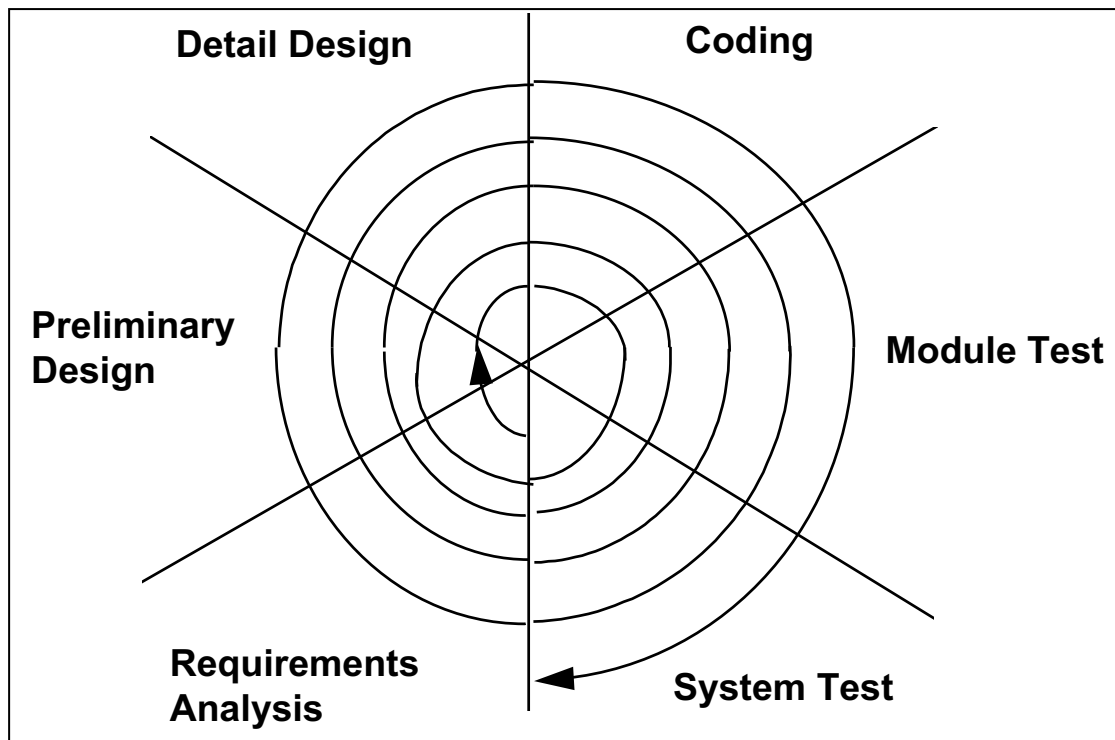 Detail Design
Coding
Preliminary
Design
Module Test
Requirements
Analysis
System Test